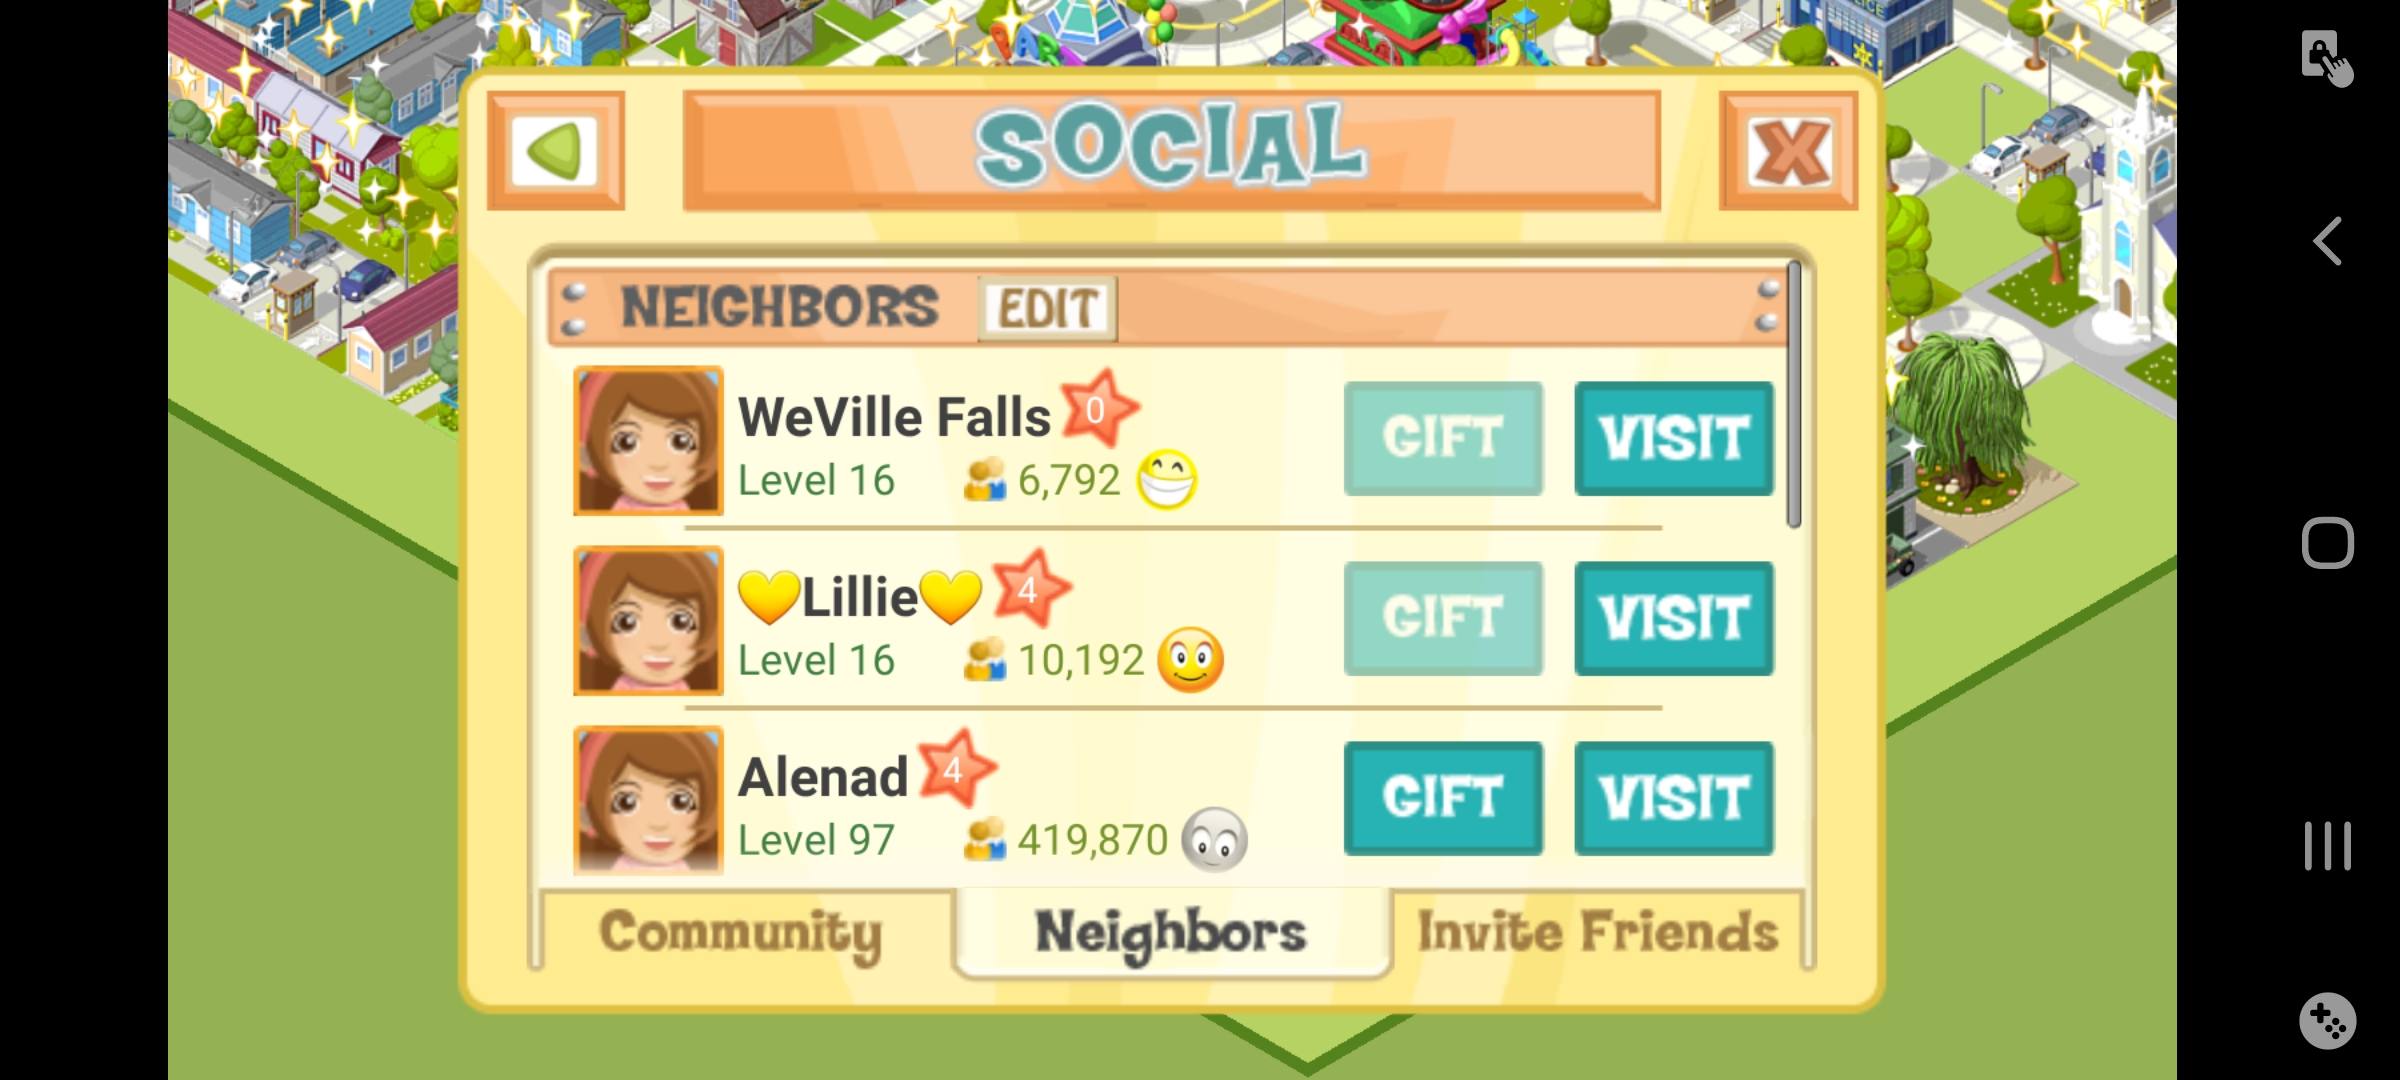 POLICE
SOCIAL
NEIGHBORS EDIT
WeVille Falls 0
Level 16 6,792
GIFT VISIT
💛Lillie💛 4
Level 16 10,192
GIFT VISIT
Alenad 4
Level 97 419,870
GIFT VISIT
Community Neighbors Invite Friends